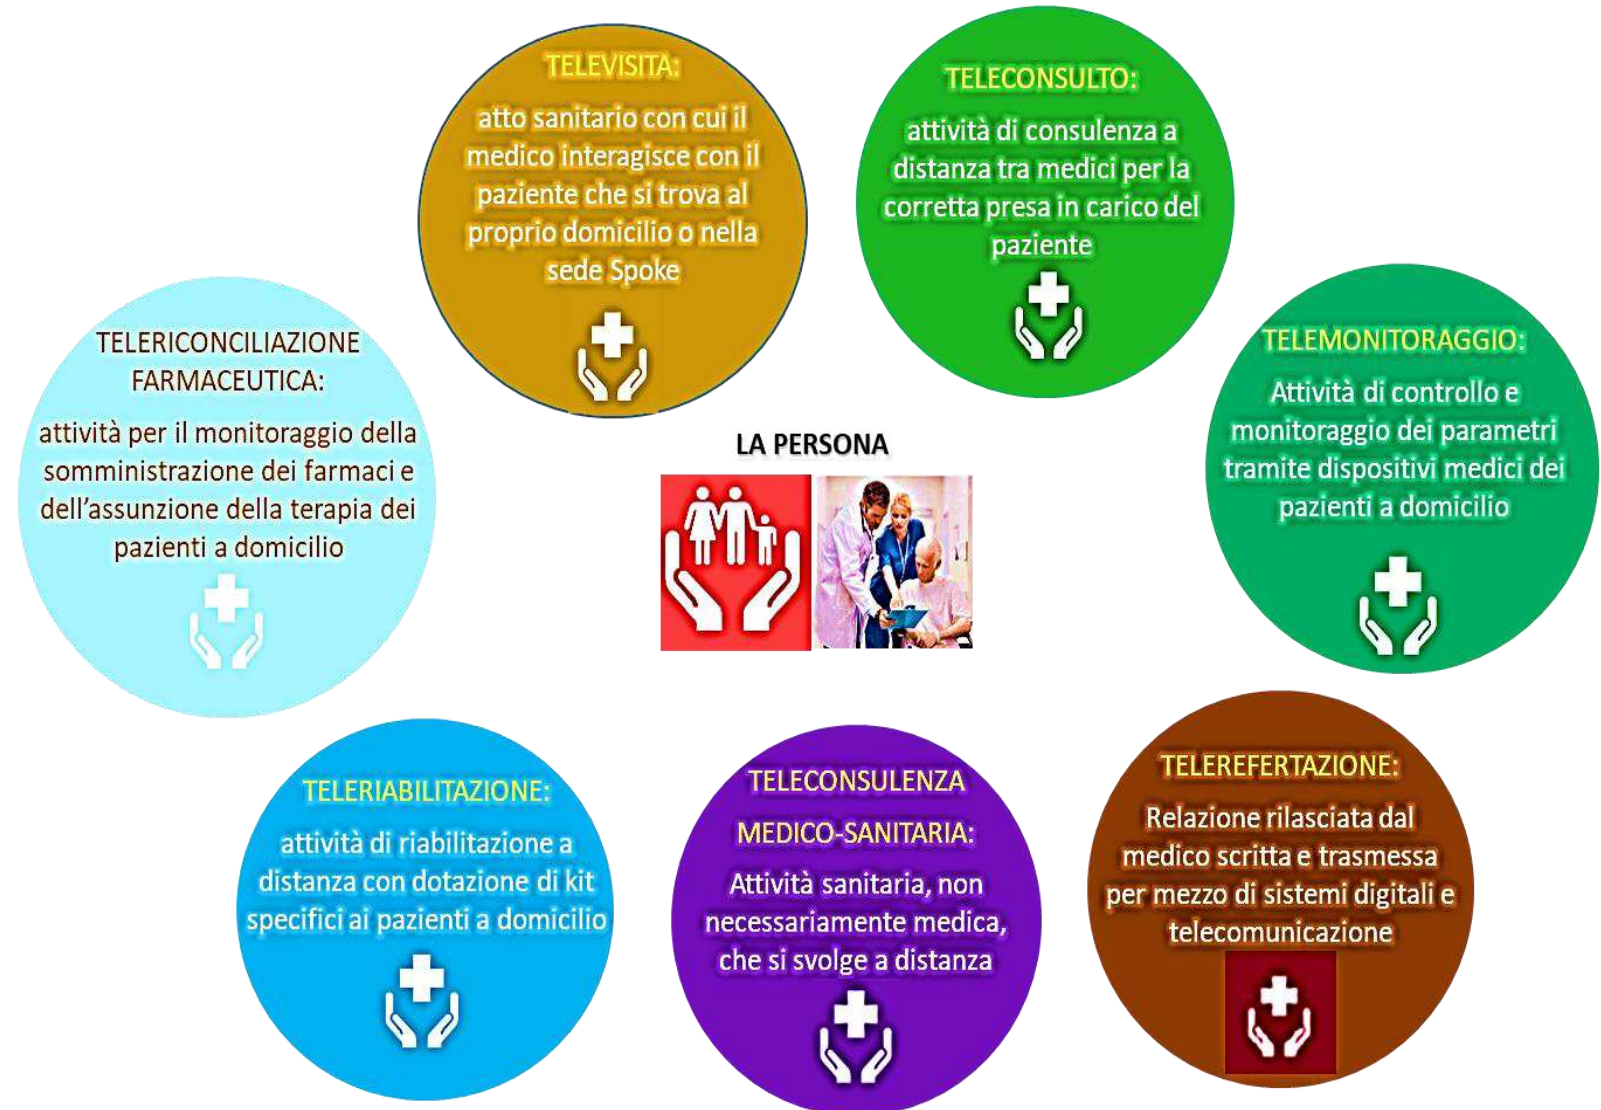 TELEVISITA:
atto sanitario con cui il
medico interagisce con il
paziente che si trova al
proprio domicilio o nella
sede Spoke
TELECONSULTO:
attività di consulenza a
distanza tra medici per la
corretta presa in carico del
paziente
TELERICONCILIAZIONE
FARMACEUTICA:
attività per il monitoraggio della
somministrazione dei farmaci e
dell'assunzione della terapia dei
pazienti a domicilio
LA PERSONA
TELEMONITORAGGIO:
Attività di controllo e
monitoraggio dei parametri
tramite dispositivi medici dei
pazienti a domicilio
TELERIABILITAZIONE:
attività di riabilitazione a
distanza con dotazione di kit
specifici ai pazienti a domicilio
TELECONSULENZA
MEDICO-SANITARIA:
Attività sanitaria, non
necessariamente medica,
che si svolge a distanza
TELEREFERTAZIONE:
Relazione rilasciata dal
medico scritta e trasmessa
per mezzo di sistemi digitali e
telecomunicazione